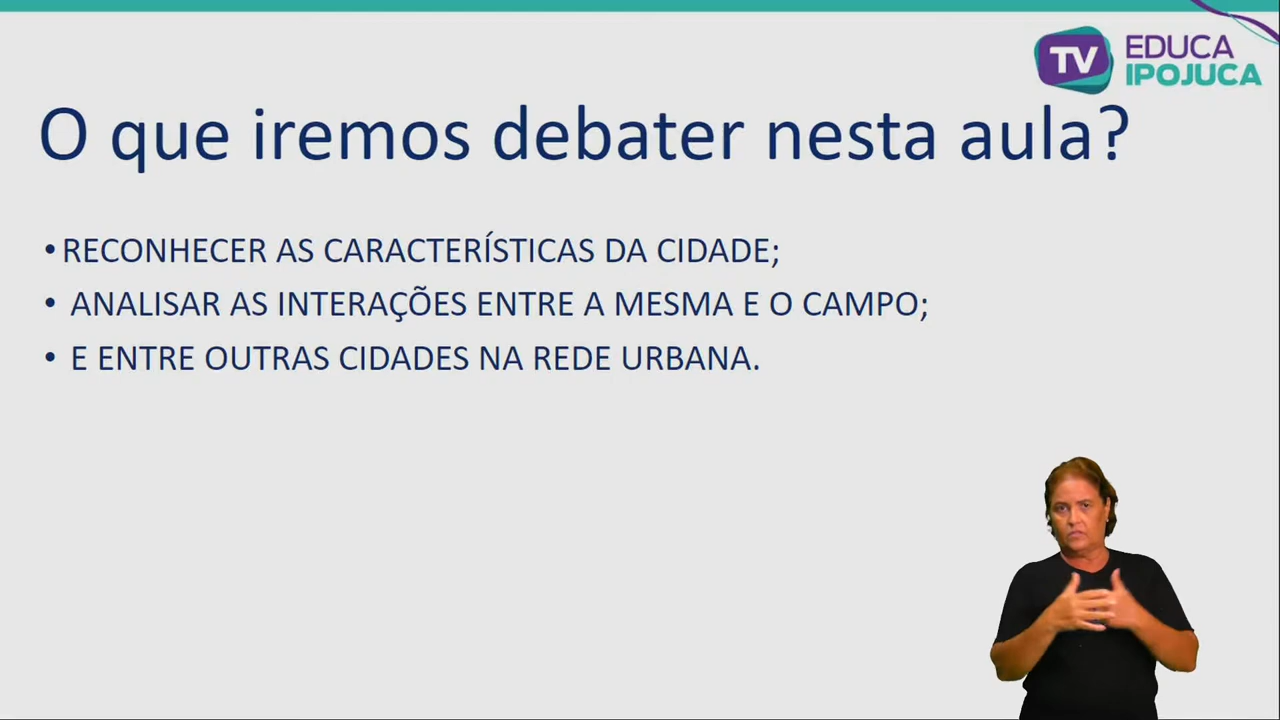 TV EDUCA
IPOJUCA
O que iremos debater nesta aula?
• RECONHECER AS CARACTERÍSTICAS DA CIDADE;
• ANALISAR AS INTERAÇÕES ENTRE A MESMA E O CAMPO;
• E ENTRE OUTRAS CIDADES NA REDE URBANA.